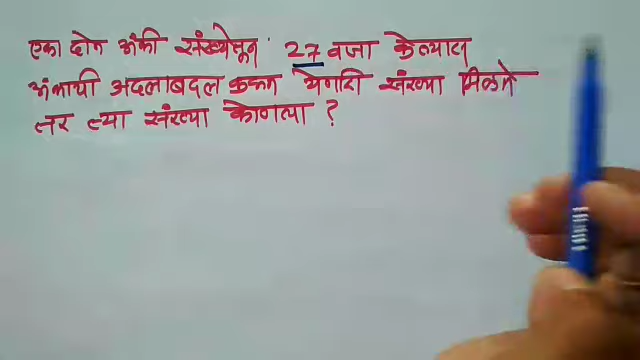 एका दोन अंकी संख्येतून 27 वजा केल्यास
अंकाची अदलाबदल करून येणारी संख्या मिळते
तर त्या संख्या कोणत्या ?